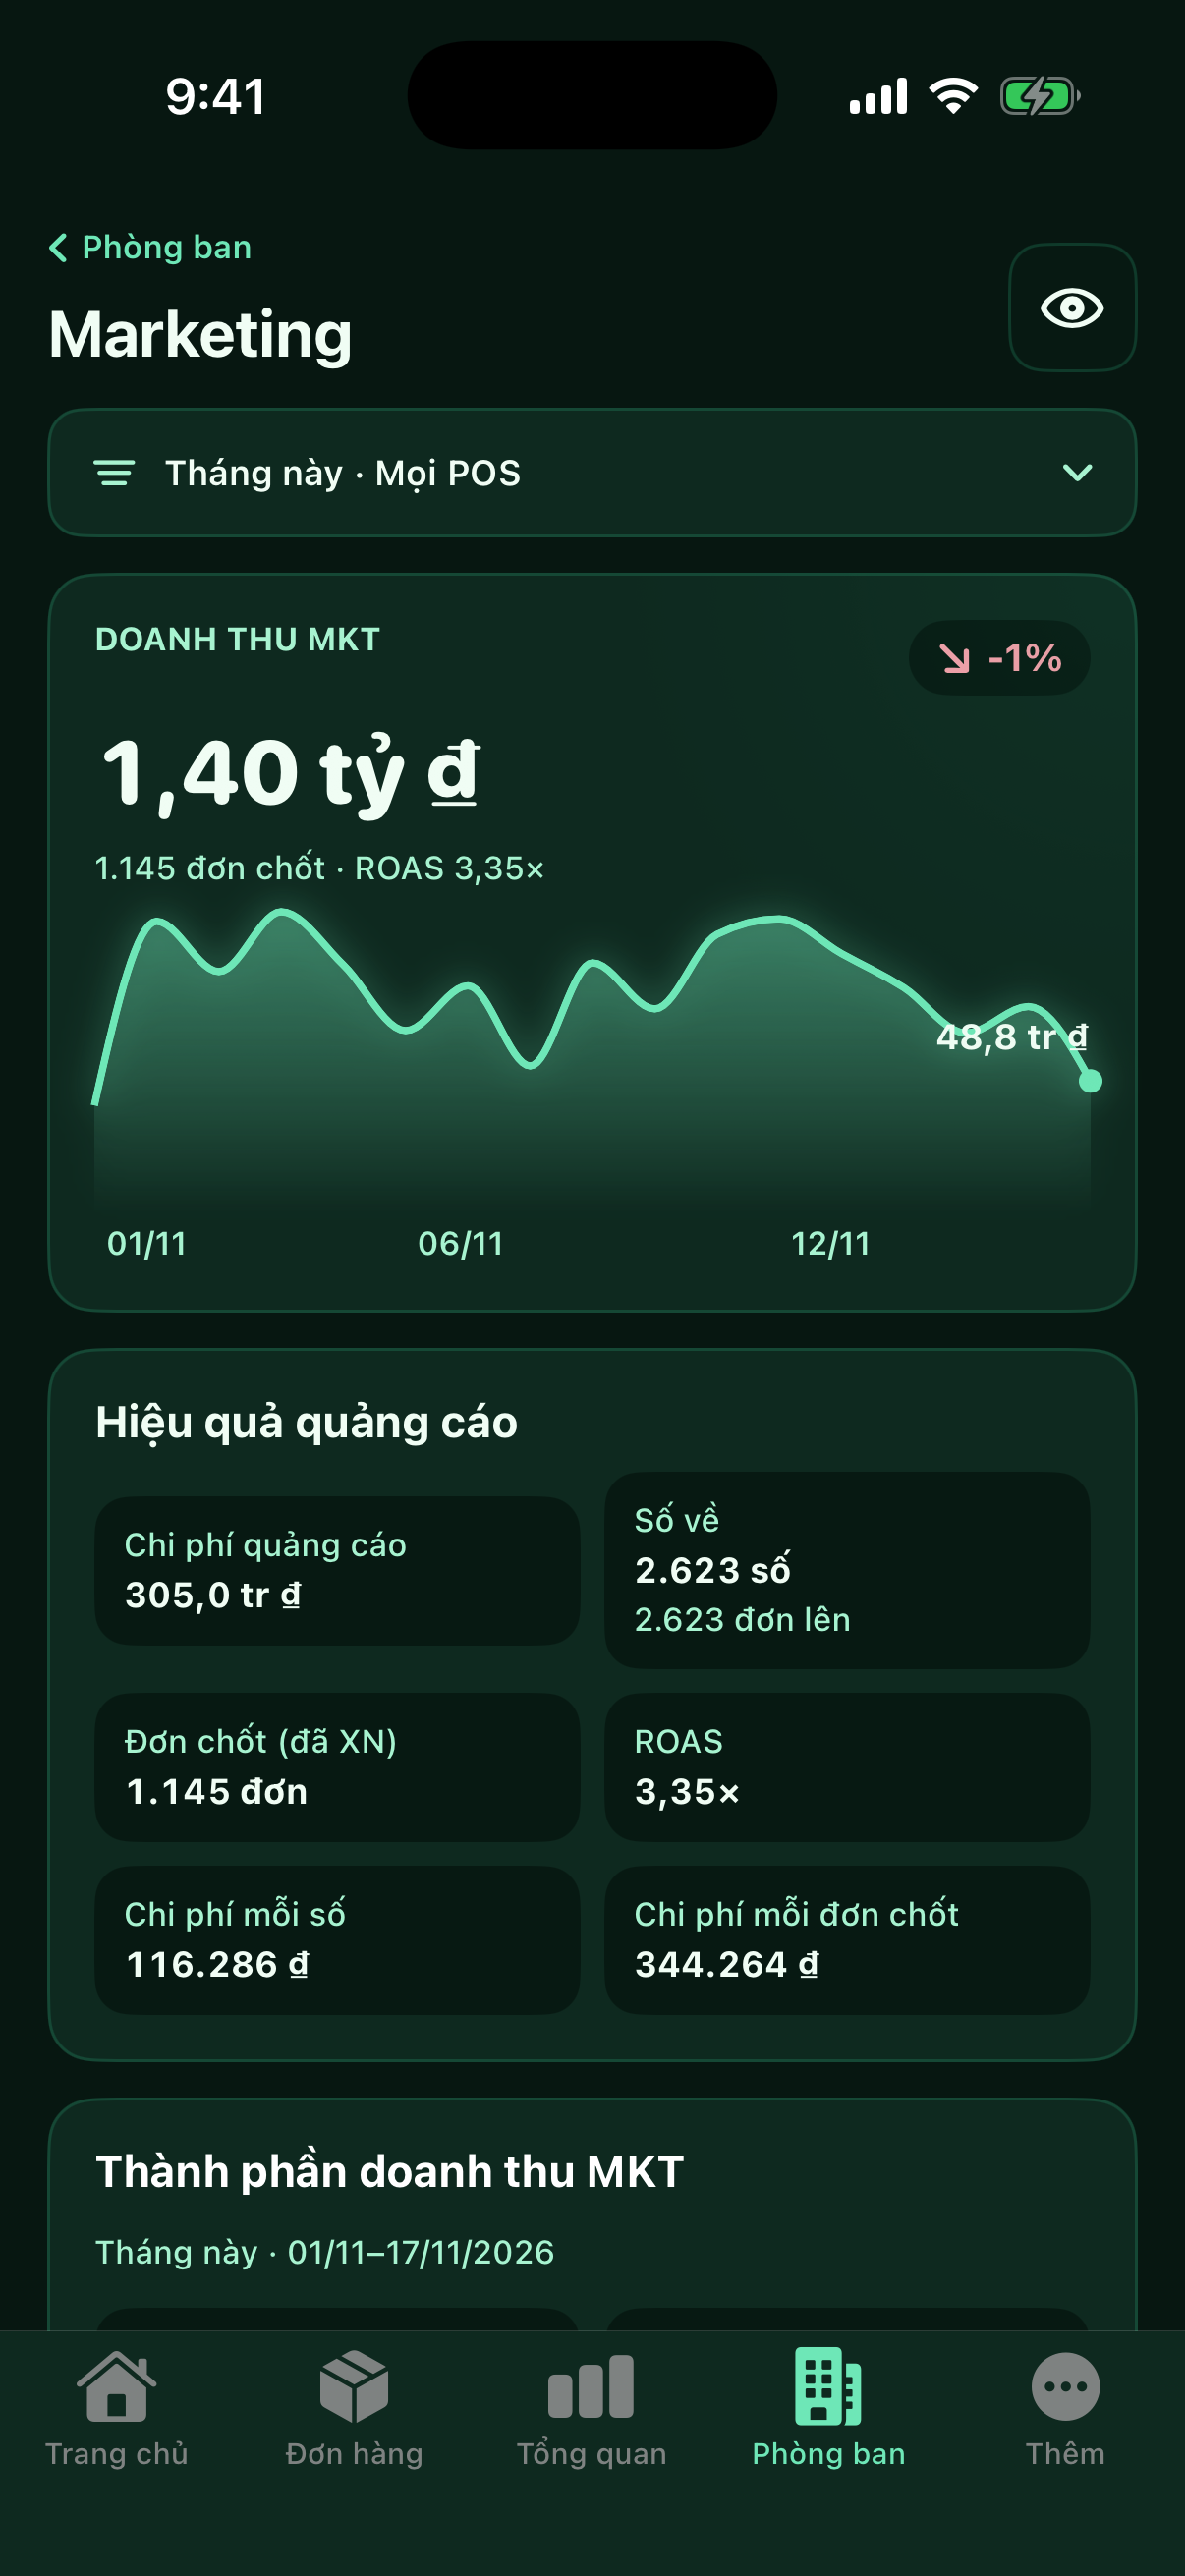 9:41
Phòng ban
Marketing
Tháng này · Mọi POS
DOANH THU MKT
-1%
1,40 tỷ ₫
1.145 đơn chốt · ROAS 3,35×
48,8 tr ₫
01/11 06/11 12/11
Hiệu quả quảng cáo
Chi phí quảng cáo
305,0 tr ₫
Số về
2.623 số
2.623 đơn lên
Đơn chốt (đã XN)
1.145 đơn
ROAS
3,35×
Chi phí mỗi số
116.286 ₫
Chi phí mỗi đơn chốt
344.264 ₫
Thành phần doanh thu MKT
Tháng này · 01/11–17/11/2026
Trang chủ
Đơn hàng
Tổng quan
Phòng ban
Thêm